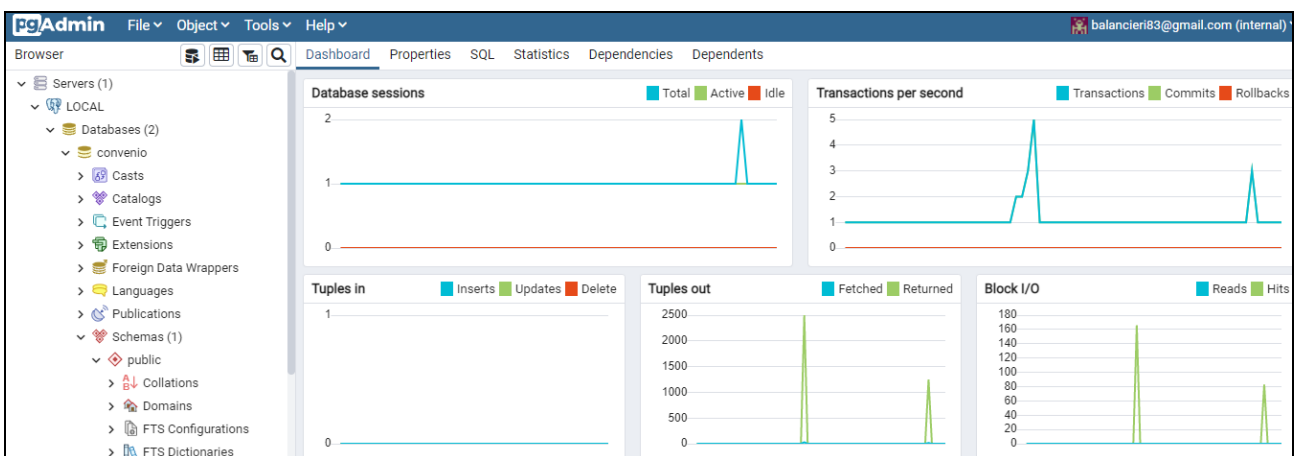 pgAdmin File Object Tools Help balancieri83@gmail.com (internal)
Browser Dashboard Properties SQL Statistics Dependencies Dependents
Servers (1)
LOCAL
Databases (2)
convenio
Casts
Catalogs
Event Triggers
Extensions
Foreign Data Wrappers
Languages
Publications
Schemas (1)
public
Collations
Domains
FTS Configurations
FTS Dictionaries
Database sessions Total Active Idle
2
1
0
Transactions per second Transactions Commits Rollbacks
5
4
3
2
1
0
Tuples in Inserts Updates Delete
1
0
Tuples out Fetched Returned
2500
2000
1500
1000
500
0
Block I/O Reads Hits
180
160
140
120
100
80
60
40
20
0